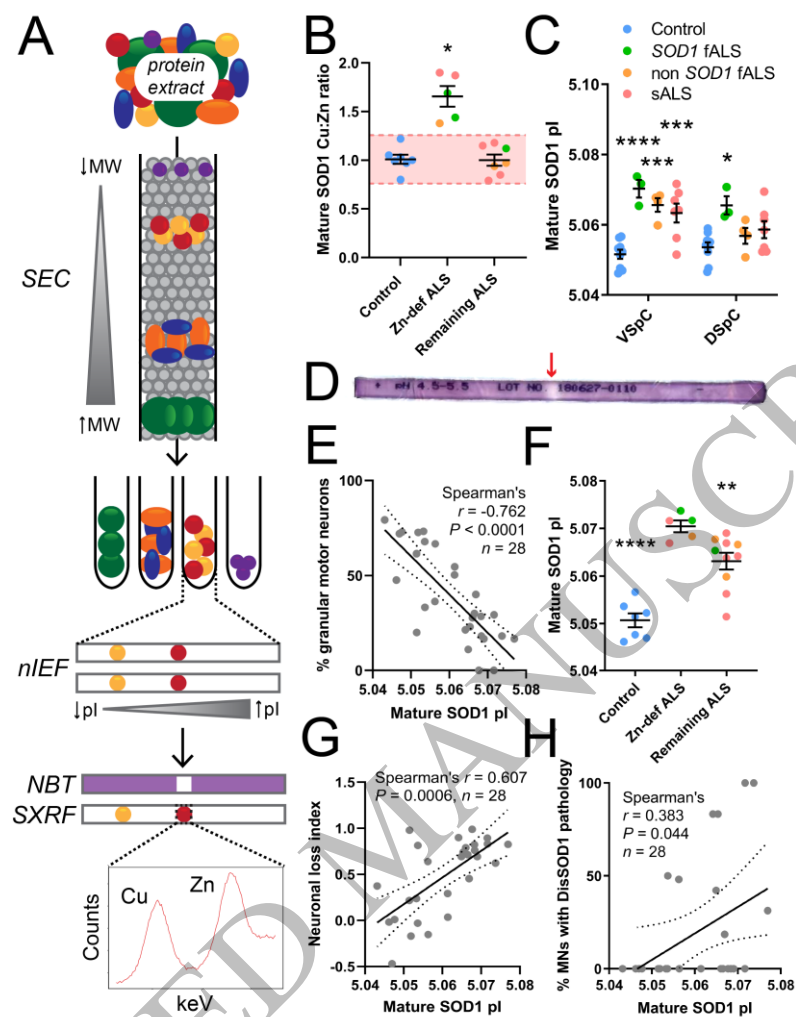 A
protein
extract
↓MW
SEC
↑MW
nIEF
↓pI
↑pI
NBT
SXRF
Cu
Zn
Counts
keV
B
Mature SOD1 Cu:Zn ratio
2.0
1.5
1.0
0.5
0.0
*
Control
Zn-def ALS
Remaining ALS
C
Control
SOD1 fALS
non SOD1 fALS
sALS
Mature SOD1 pI
5.10
5.08
5.06
5.04
****
***
***
*
VSpC
DSpC
D
* pH 4.5-5.5 LOT NO 180627-0110 -
E
% granular motor neurons
100
50
0
Spearman's
r = -0.762
P < 0.0001
n = 28
5.04 5.05 5.06 5.07 5.08
Mature SOD1 pI
F
Mature SOD1 pI
5.08
5.07
5.06
5.05
5.04
****
**
Control
Zn-def ALS
Remaining ALS
G
Neuronal loss index
1.5
1.0
0.5
0.0
-0.5
Spearman's r = 0.607
P = 0.0006, n = 28
5.04 5.05 5.06 5.07 5.08
Mature SOD1 pI
H
% MNs with DisSOD1 pathology
100
50
0
Spearman's
r = 0.383
P = 0.044
n = 28
5.04 5.05 5.06 5.07 5.08
Mature SOD1 pI
ED MANUSCR